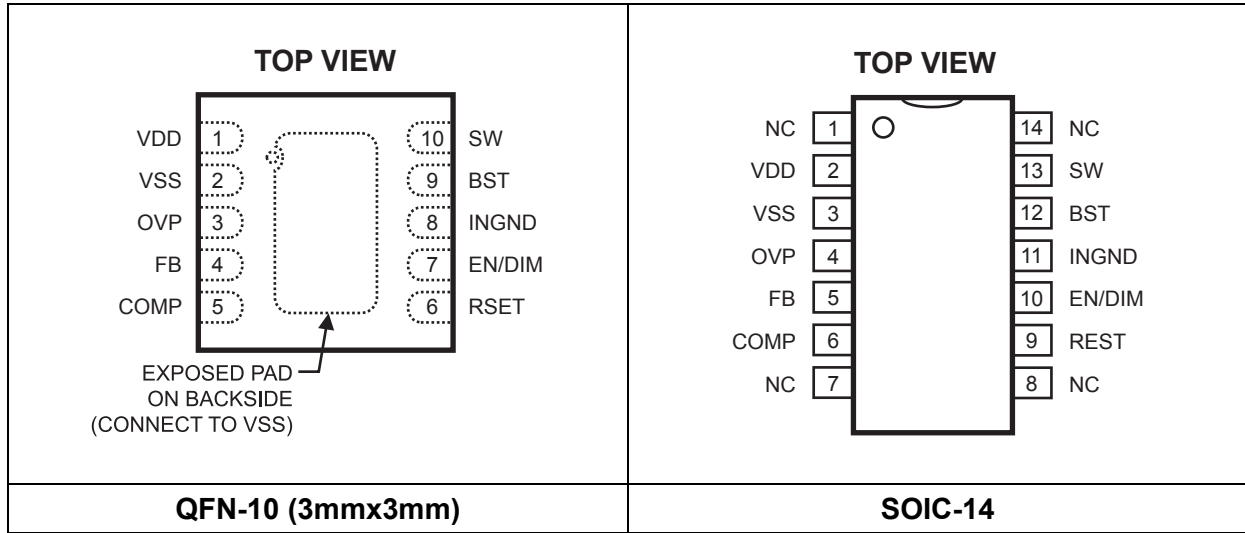 TOP VIEW
VDD 1 10 SW
VSS 2 9 BST
OVP 3 8 INGND
FB 4 7 EN/DIM
COMP 5 6 RSET
EXPOSED PAD
ON BACKSIDE
(CONNECT TO VSS)
QFN-10 (3mmx3mm)
TOP VIEW
NC 1 14 NC
VDD 2 13 SW
VSS 3 12 BST
OVP 4 11 INGND
FB 5 10 EN/DIM
COMP 6 9 REST
NC 7 8 NC
SOIC-14